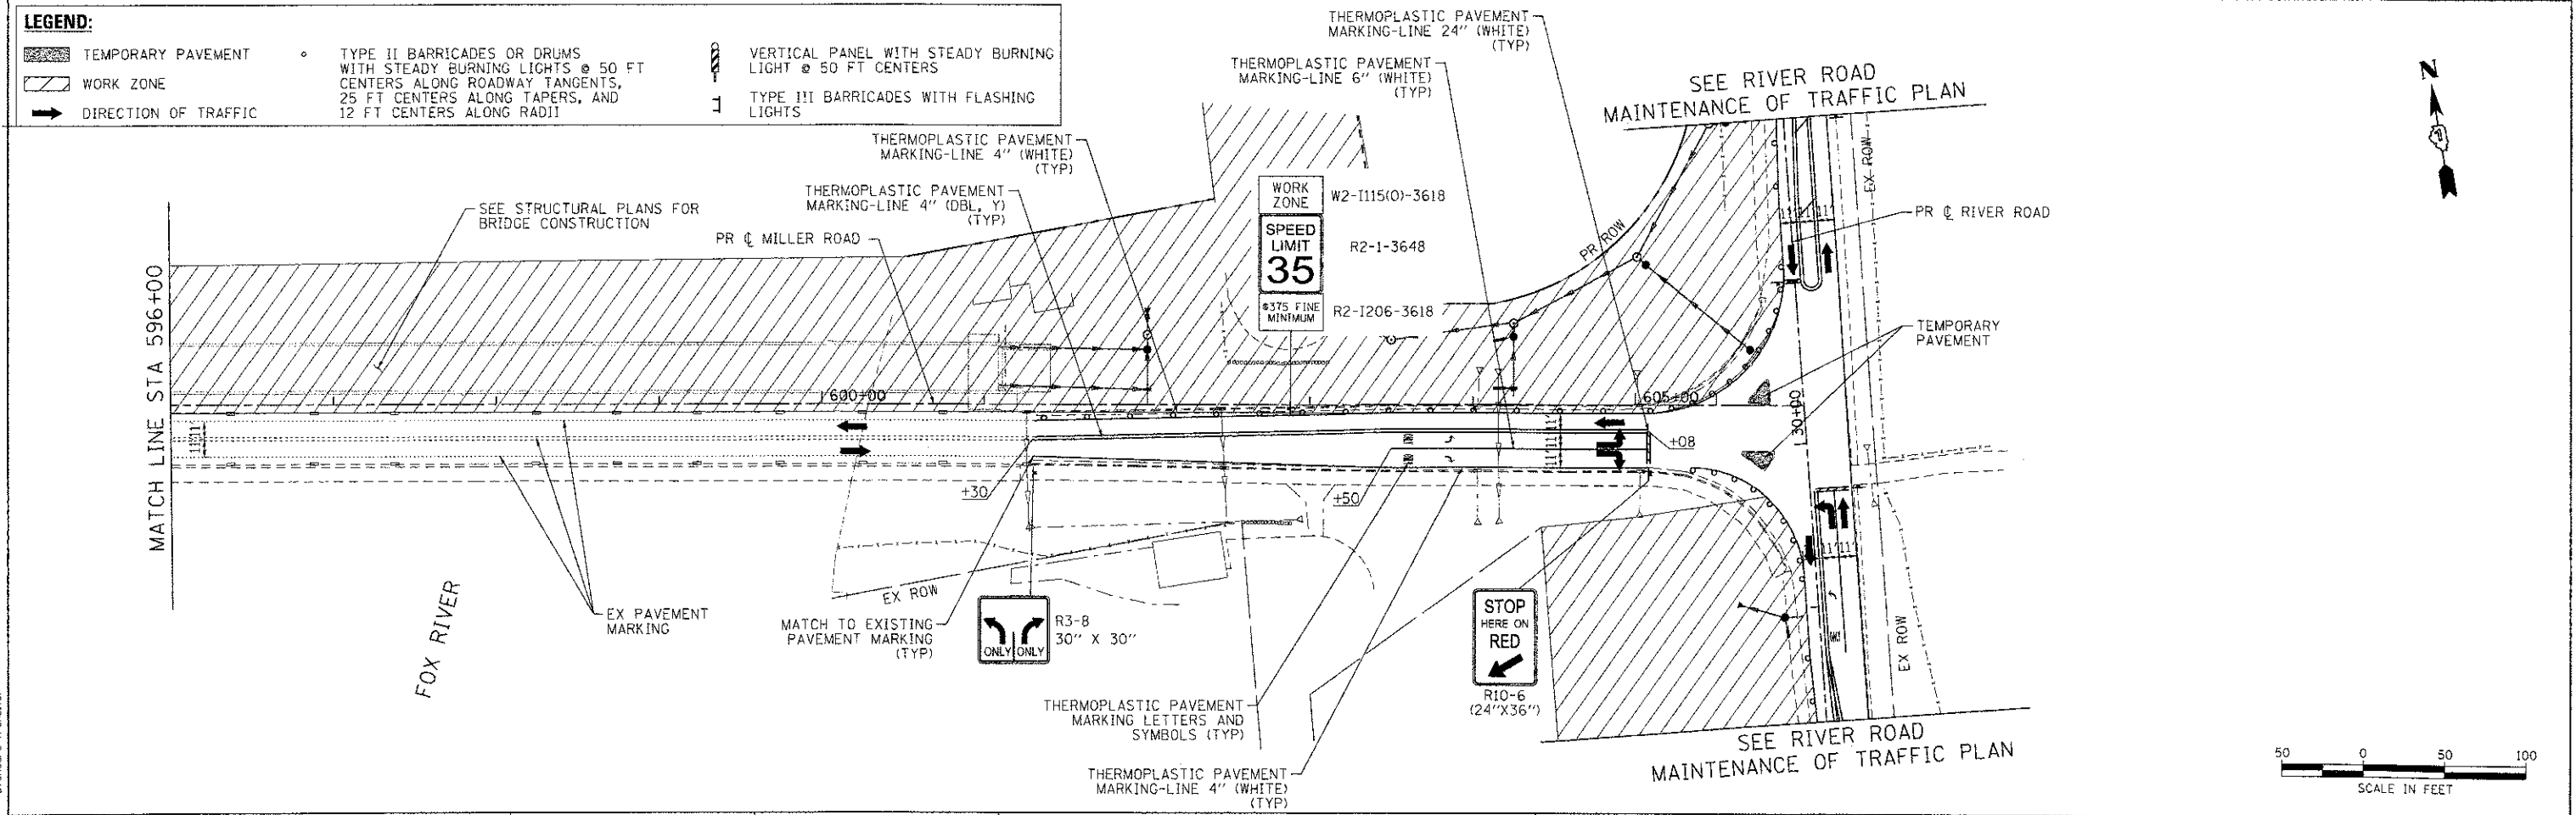 LEGEND:
TEMPORARY PAVEMENT
WORK ZONE
DIRECTION OF TRAFFIC
TYPE II BARRICADES OR DRUMS
WITH STEADY BURNING LIGHTS @ 50 FT
CENTERS ALONG ROADWAY TANGENTS,
25 FT CENTERS ALONG TAPERS, AND
12 FT CENTERS ALONG RADII
VERTICAL PANEL WITH STEADY BURNING
LIGHT @ 50 FT CENTERS
TYPE III BARRICADES WITH FLASHING
LIGHTS
THERMOPLASTIC PAVEMENT
MARKING-LINE 24" (WHITE)
(TYP)
THERMOPLASTIC PAVEMENT
MARKING-LINE 6" (WHITE)
(TYP)
SEE RIVER ROAD
MAINTENANCE OF TRAFFIC PLAN
N
THERMOPLASTIC PAVEMENT
MARKING-LINE 4" (WHITE)
(TYP)
THERMOPLASTIC PAVEMENT
MARKING-LINE 4" (DBL, Y)
(TYP)
SEE STRUCTURAL PLANS FOR
BRIDGE CONSTRUCTION
PR ℄ MILLER ROAD
WORK
ZONE
W2-I115(O)-3618
SPEED
LIMIT
35
R2-1-3648
$375 FINE
MINIMUM
R2-I206-3618
PR ROW
EX ROW
11' 11' 11'
PR ℄ RIVER ROAD
TEMPORARY
PAVEMENT
MATCH LINE STA 596+00
600+00
605+00
30+00
11' 11'
11' 11' 11'
+08
+30
+50
11' 11'
EX ROW
EX ROW
FOX RIVER
EX PAVEMENT
MARKING
MATCH TO EXISTING
PAVEMENT MARKING
(TYP)
ONLY ONLY
R3-8
30" X 30"
STOP
HERE ON
RED
R10-6
(24"X36")
THERMOPLASTIC PAVEMENT
MARKING LETTERS AND
SYMBOLS (TYP)
THERMOPLASTIC PAVEMENT
MARKING-LINE 4" (WHITE)
(TYP)
SEE RIVER ROAD
MAINTENANCE OF TRAFFIC PLAN
50 0 50 100
SCALE IN FEET